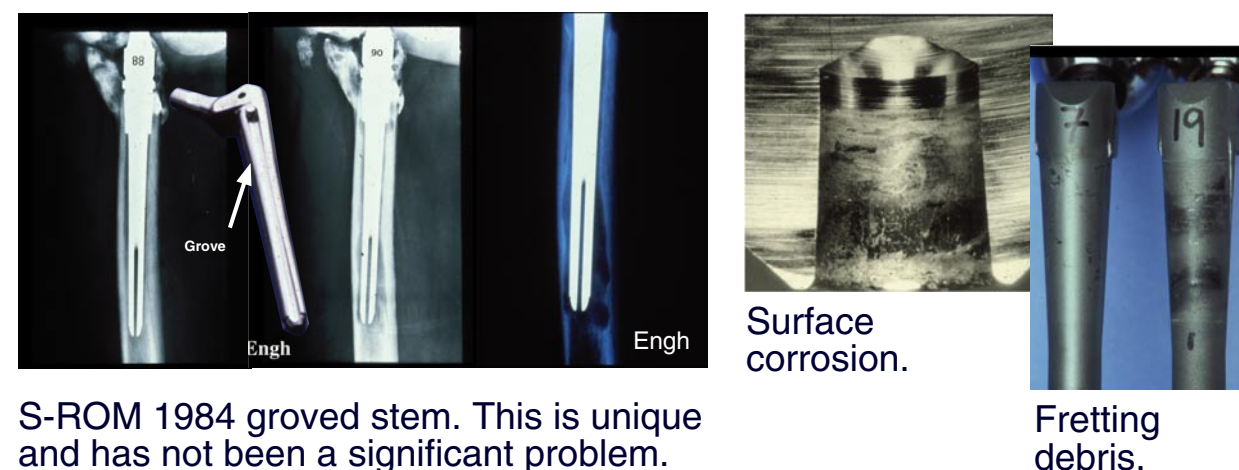 88
90
Grove
Engh
Engh
S-ROM 1984 groved stem. This is unique
and has not been a significant problem.
Surface
corrosion.
7
19
1
Fretting
debris.